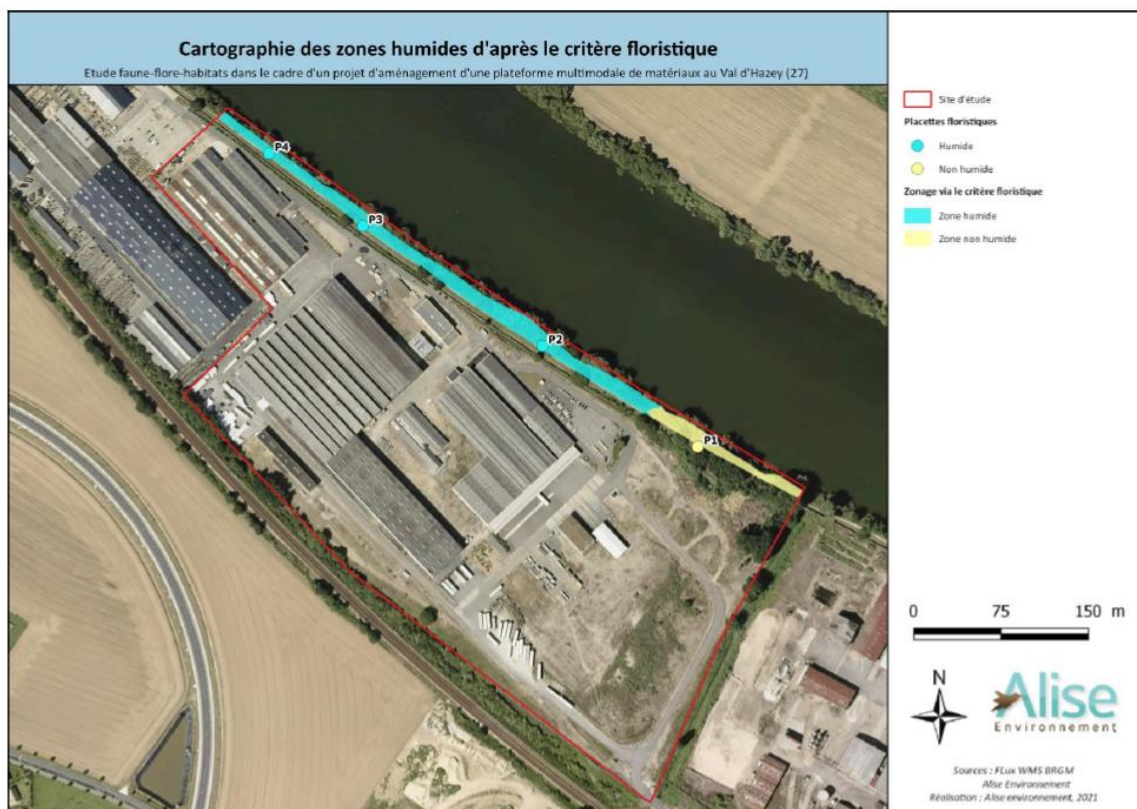 Cartographie des zones humides d'après le critère floristique
Etude faune-flore-habitats dans le cadre d'un projet d'aménagement d'une plateforme multimodale de matériaux au Val d'Hazey (27)
Site d'étude
Placettes floristiques
Humide
Non humide
Zonage via le critère floristique
Zone humide
Zone non humide
P4
P3
P2
P1
0 75 150 m
N
Alise
Environnement
Sources : FLux WMS BRGM
Alise Environnement
Réalisation : Alise environnement, 2021